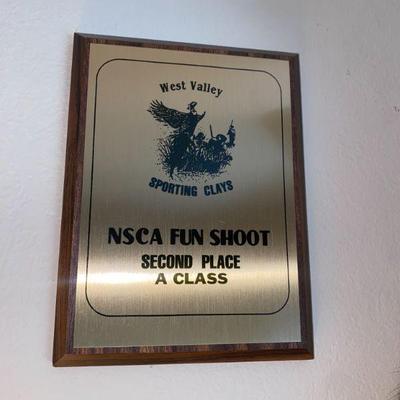 West Valley
SPORTING CLAYS
NSCA FUN SHOOT
SECOND PLACE
A CLASS